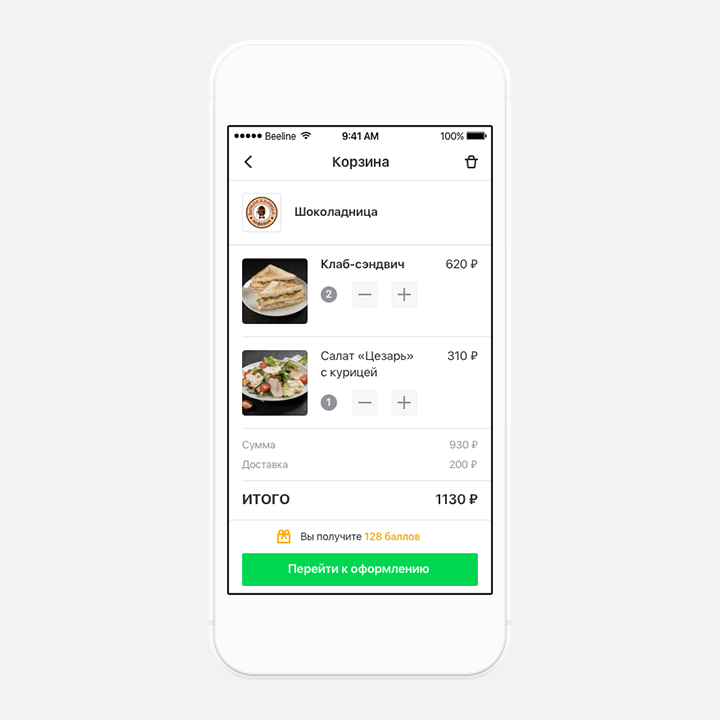 Beeline 9:41 AM 100%
Корзина
Шоколадница
Клаб-сэндвич 620 ₽
2
Салат «Цезарь» 310 ₽
с курицей
1
Сумма 930 ₽
Доставка 200 ₽
ИТОГО 1130 ₽
Вы получите 128 баллов
Перейти к оформлению